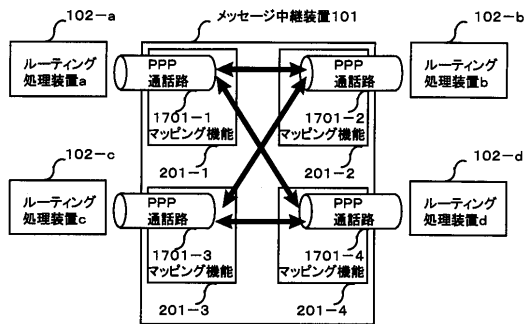 102-a
メッセージ中継装置101
102-b
ルーティング
処理装置a
PPP
通話路
PPP
通話路
ルーティング
処理装置b
1701-1
マッピング機能
1701-2
マッピング機能
201-1
201-2
102-c
102-d
ルーティング
処理装置c
PPP
通話路
PPP
通話路
ルーティング
処理装置d
1701-3
マッピング機能
1701-4
マッピング機能
201-3
201-4